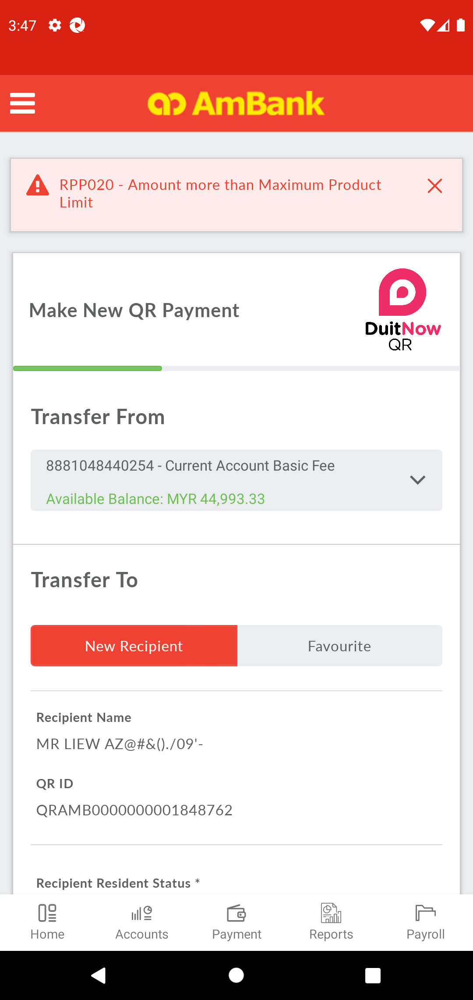 3:47
AmBank
RPP020 - Amount more than Maximum Product
Limit
Make New QR Payment
DuitNow
QR
Transfer From
8881048440254 - Current Account Basic Fee
Available Balance: MYR 44,993.33
Transfer To
New Recipient
Favourite
Recipient Name
MR LIEW AZ@#&()./09'-
QR ID
QRAMB0000000001848762
Recipient Resident Status *
Home
Accounts
Payment
Reports
Payroll